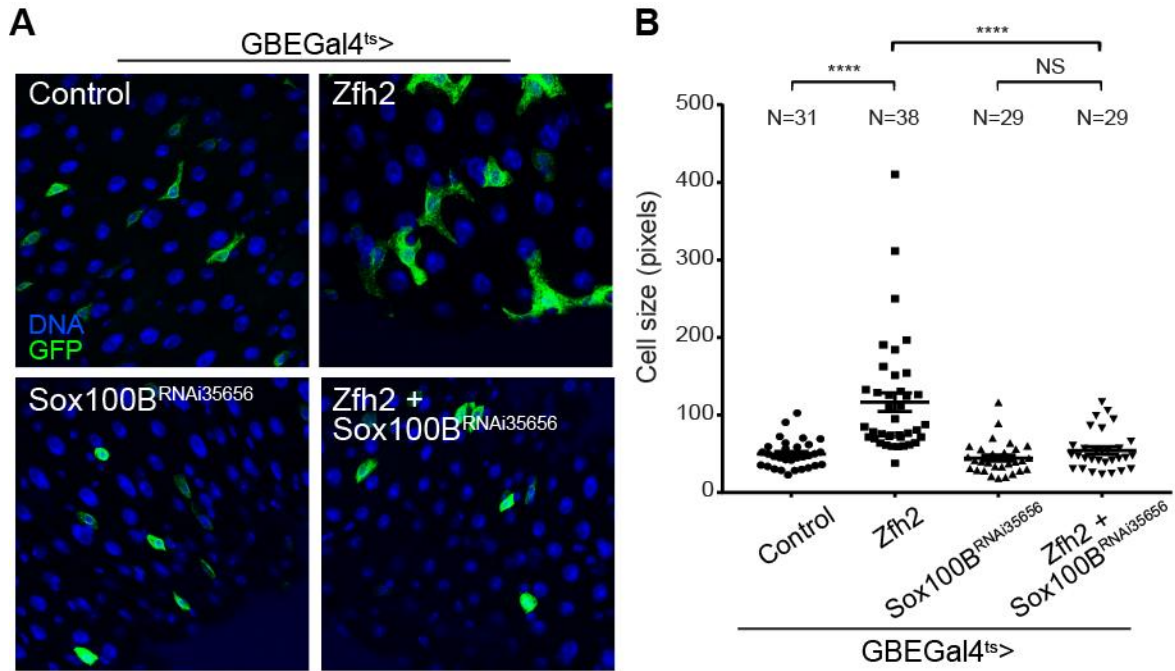 A
GBEGal4ts>
Control
DNA
GFP
Zfh2
Sox100BRNAi35656
Zfh2 +
Sox100BRNAi35656
B
****
****
NS
N=31
N=38
N=29
N=29
Cell size (pixels)
500
400
300
200
100
0
Control
Zfh2
Sox100BRNAi35656
Zfh2 +
Sox100BRNAi35656
GBEGal4ts>